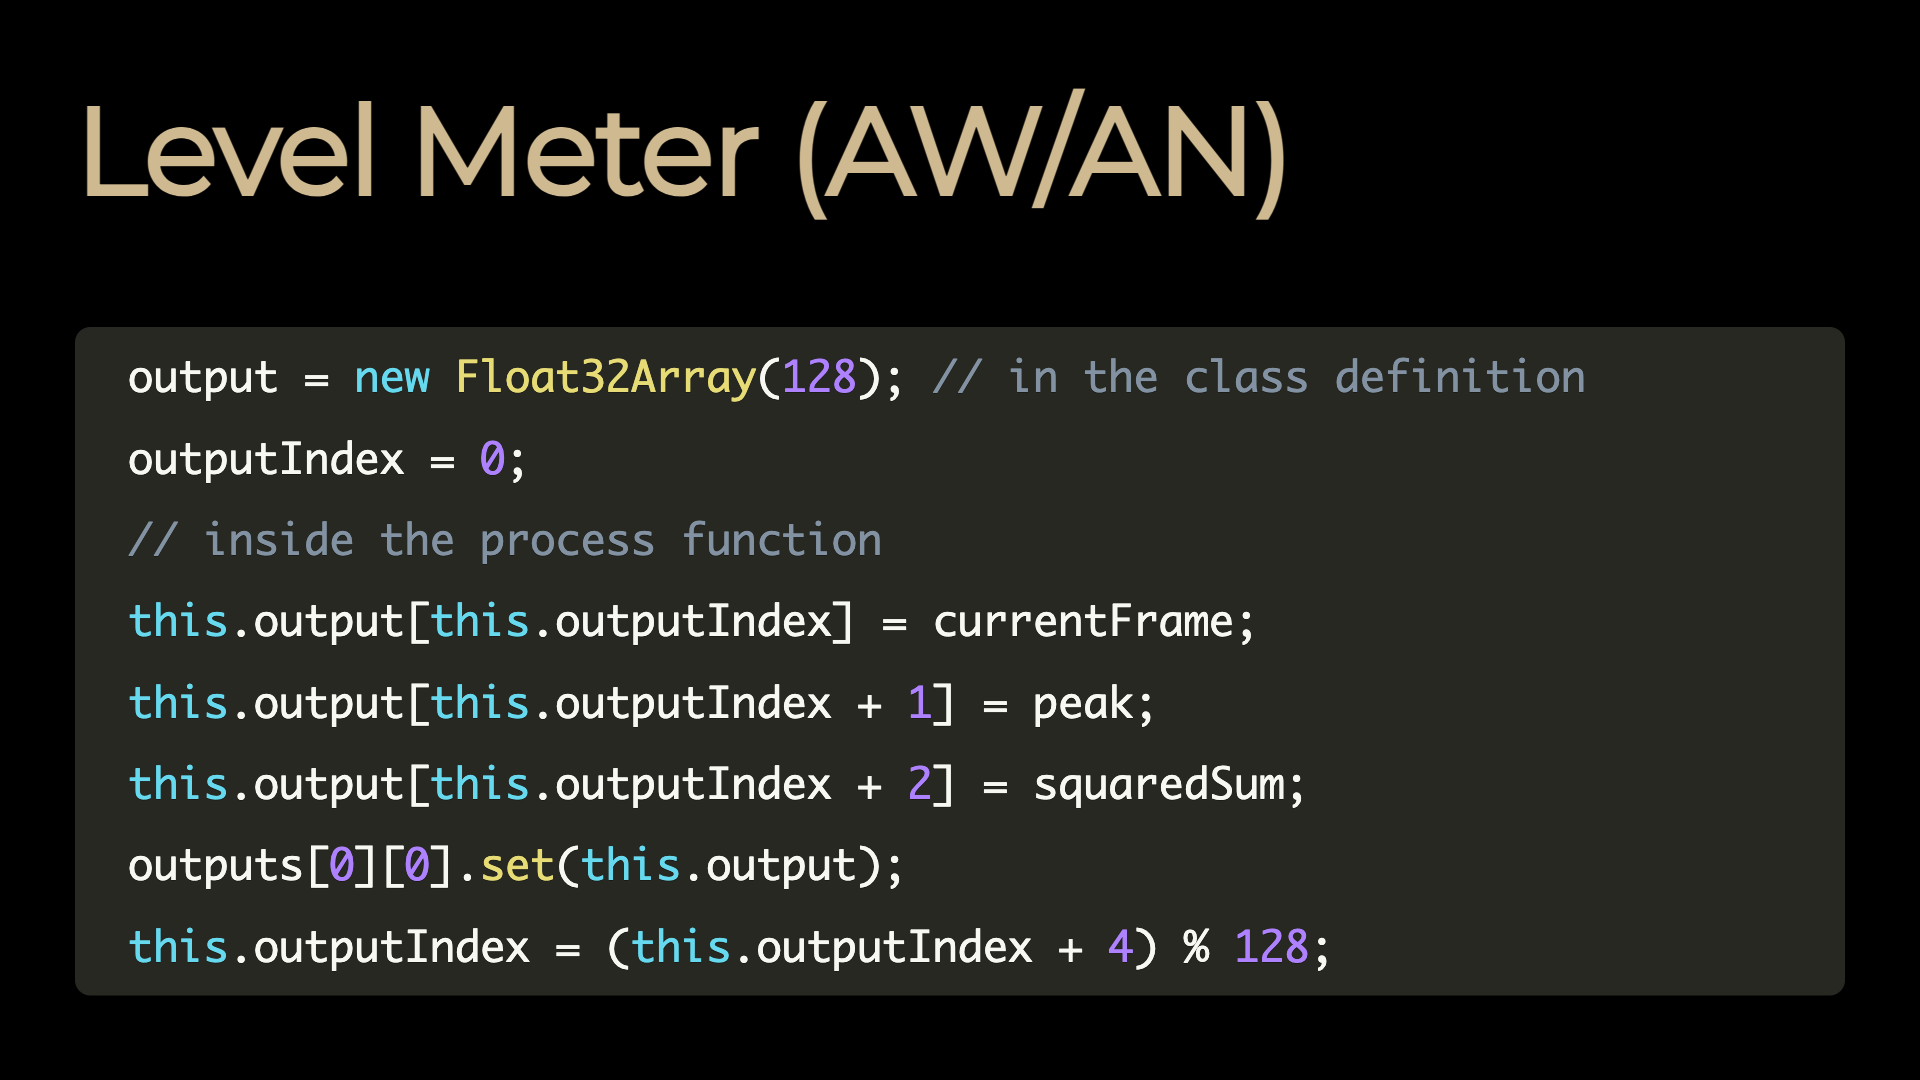 Level Meter (AW/AN)
output = new Float32Array(128); // in the class definition
outputIndex = 0;
// inside the process function
this.output[this.outputIndex] = currentFrame;
this.output[this.outputIndex + 1] = peak;
this.output[this.outputIndex + 2] = squaredSum;
outputs[0][0].set(this.output);
this.outputIndex = (this.outputIndex + 4) % 128;